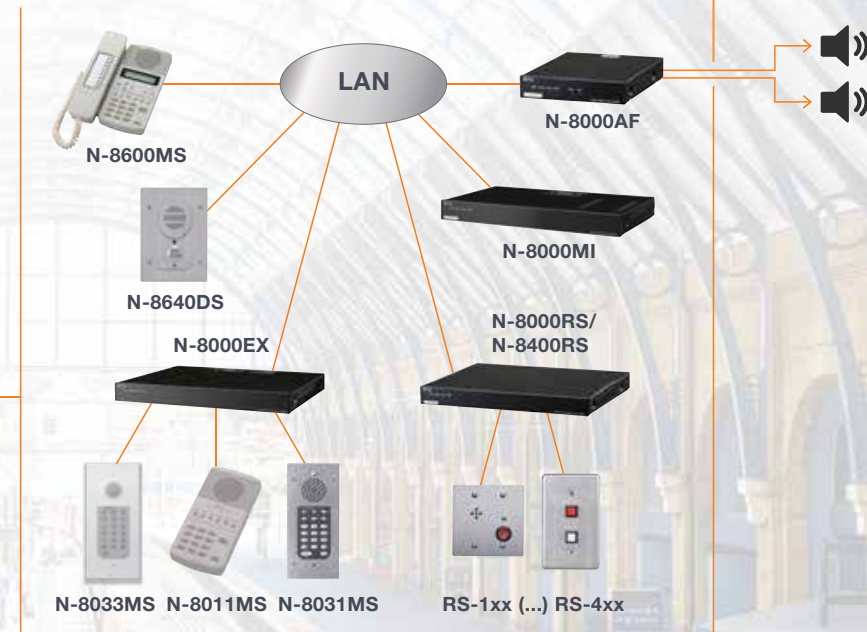 LAN
N-8000AF
N-8600MS
N-8000MI
N-8640DS
N-8000RS/
N-8400RS
N-8000EX
N-8033MS N-8011MS N-8031MS
RS-1xx (...) RS-4xx